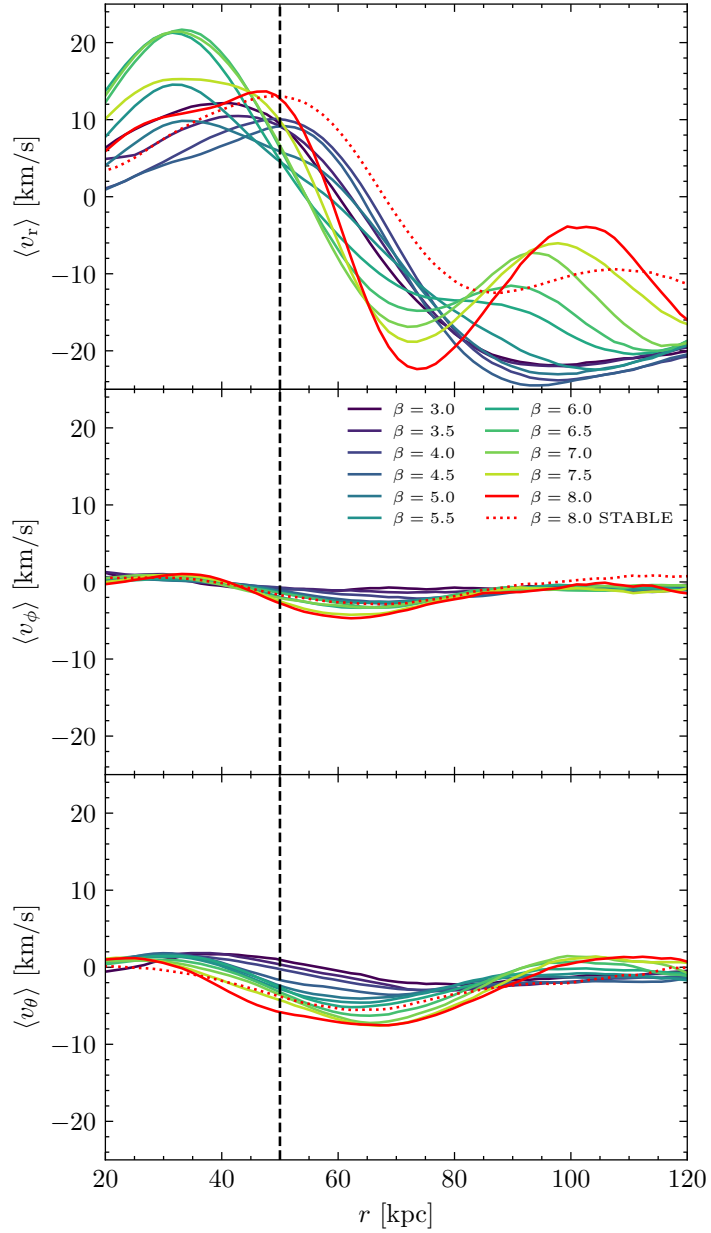 20
10
0
−10
−20
⟨v_r⟩ [km/s]
20
10
0
−10
−20
⟨v_ϕ⟩ [km/s]
β = 3.0
β = 3.5
β = 4.0
β = 4.5
β = 5.0
β = 5.5
β = 6.0
β = 6.5
β = 7.0
β = 7.5
β = 8.0
β = 8.0 STABLE
20
10
0
−10
−20
⟨v_θ⟩ [km/s]
20 40 60 80 100 120
r [kpc]